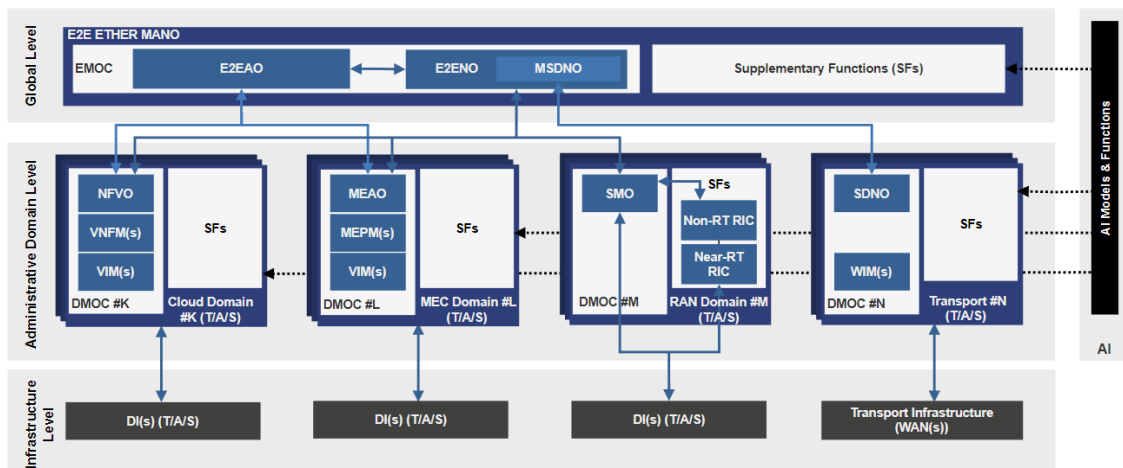 Global Level
E2E ETHER MANO
EMOC
E2EAO
E2ENO
MSDNO
Supplementary Functions (SFs)
Administrative Domain Level
NFVO
VNFM(s)
VIM(s)
DMOC #K
SFs
Cloud Domain
#K (T/A/S)
MEAO
MEPM(s)
VIM(s)
DMOC #L
SFs
MEC Domain #L
(T/A/S)
SMO
DMOC #M
SFs
Non-RT RIC
Near-RT
RIC
RAN Domain #M
(T/A/S)
SDNO
WIM(s)
DMOC #N
SFs
Transport #N
(T/A/S)
AI Models & Functions
AI
Infrastructure
Level
DI(s) (T/A/S)
DI(s) (T/A/S)
DI(s) (T/A/S)
Transport Infrastructure
(WAN(s))